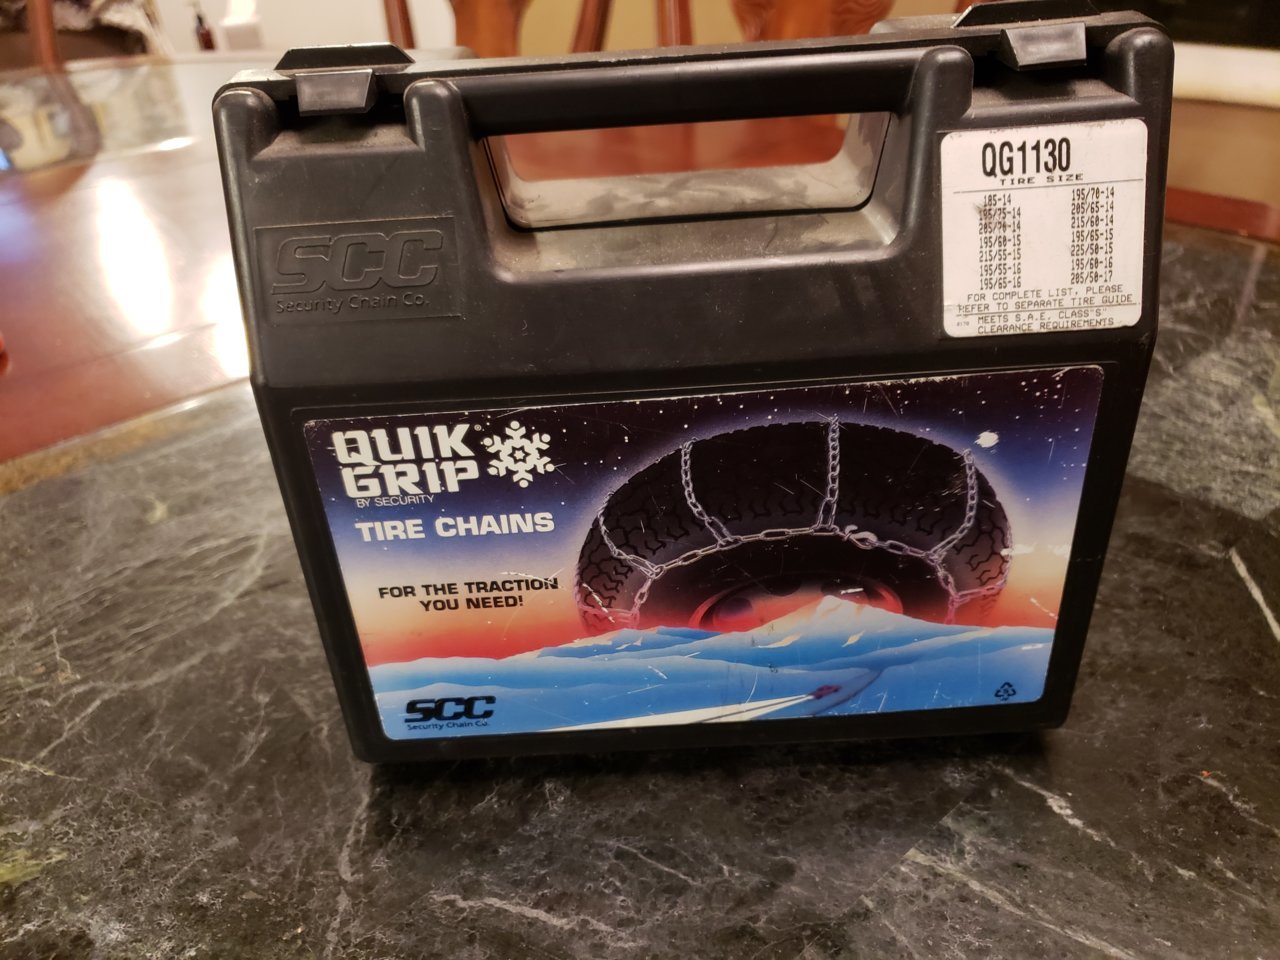 SCC
Security Chain Co.
QG1130
TIRE SIZE
185-14 195/70-14
185/75-14 205/65-14
205/70-14 215/60-14
195/60-15 195/65-15
215/55-15 225/50-15
195/55-16 195/60-16
195/65-16 205/50-17
FOR COMPLETE LIST, PLEASE
REFER TO SEPARATE TIRE GUIDE
MEETS S.A.E. CLASS"S"
CLEARANCE REQUIREMENTS
QUIK
GRIP
BY SECURITY
TIRE CHAINS
FOR THE TRACTION
YOU NEED!
SCC
Security Chain Co.